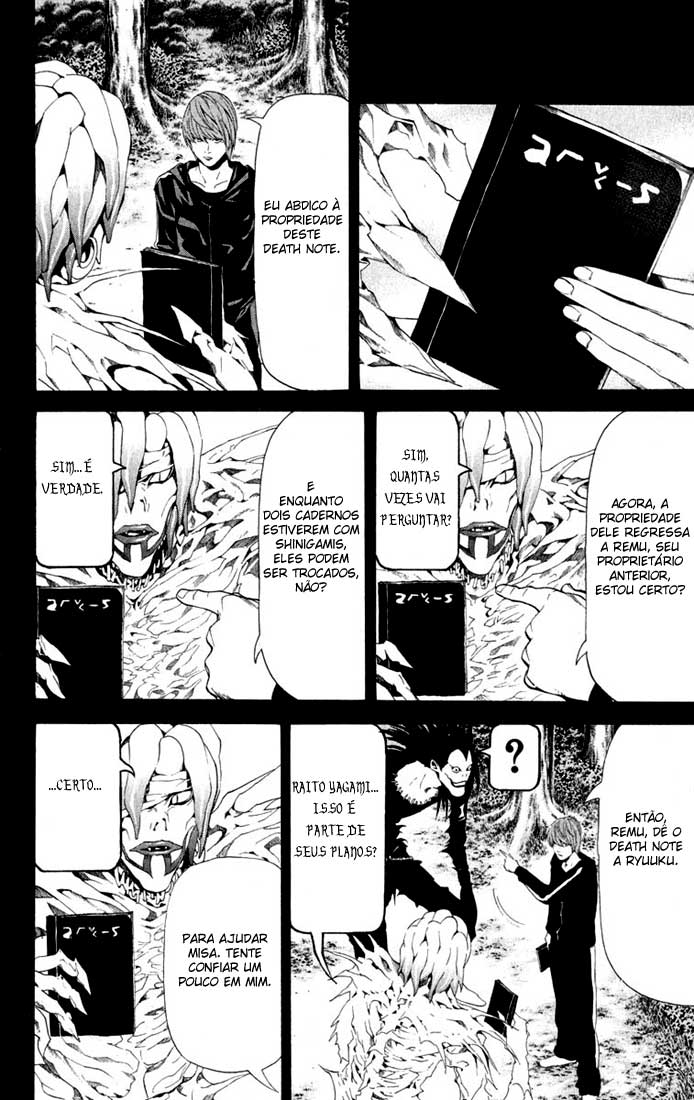 EU ABDICO À
PROPRIEDADE
DESTE
DEATH NOTE.
AGORA, A
PROPRIEDADE
DELE REGRESSA
A REMU, SEU
PROPRIETÁRIO
ANTERIOR,
ESTOU CERTO?
SIM,
QUANTAS
VEZES VAI
PERGUNTAR?
E
ENQUANTO
DOIS CADERNOS
ESTIVEREM COM
SHINIGAMIS,
ELES PODEM
SER TROCADOS,
NÃO?
SIM...É
VERDADE.
ENTÃO,
REMU, DÊ O
DEATH NOTE
A RYUUKU.
?
RAITO YAGAMI...
ISSO É
PARTE DE
SEUS PLANOS?
PARA AJUDAR
MISA. TENTE
CONFIAR UM
POUCO EM MIM.
...CERTO...